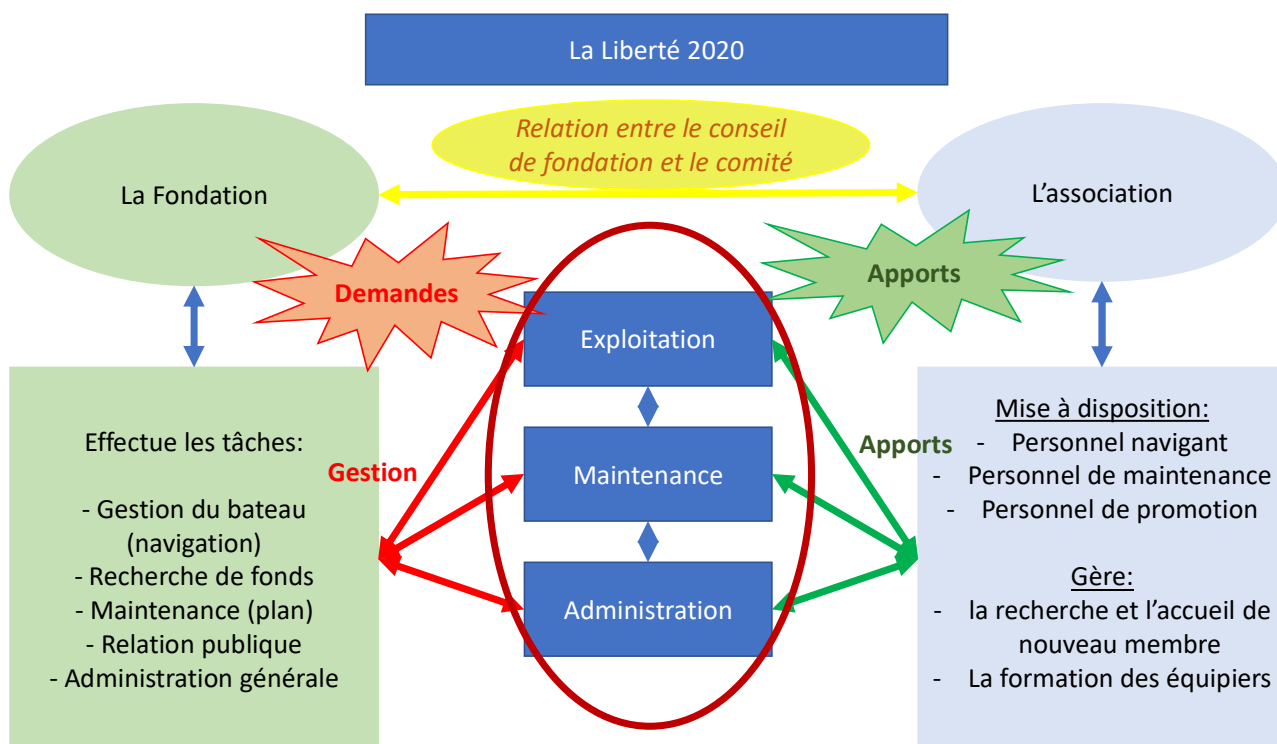 La Liberté 2020
Relation entre le conseil
de fondation et le comité
La Fondation
L'association
Demandes
Apports
Exploitation
Gestion
Apports
Maintenance
Administration
Effectue les tâches:
- Gestion du bateau
(navigation)
- Recherche de fonds
- Maintenance (plan)
- Relation publique
- Administration générale
Mise à disposition:
- Personnel navigant
- Personnel de maintenance
- Personnel de promotion
Gère:
- la recherche et l'accueil de
nouveau membre
- La formation des équipiers